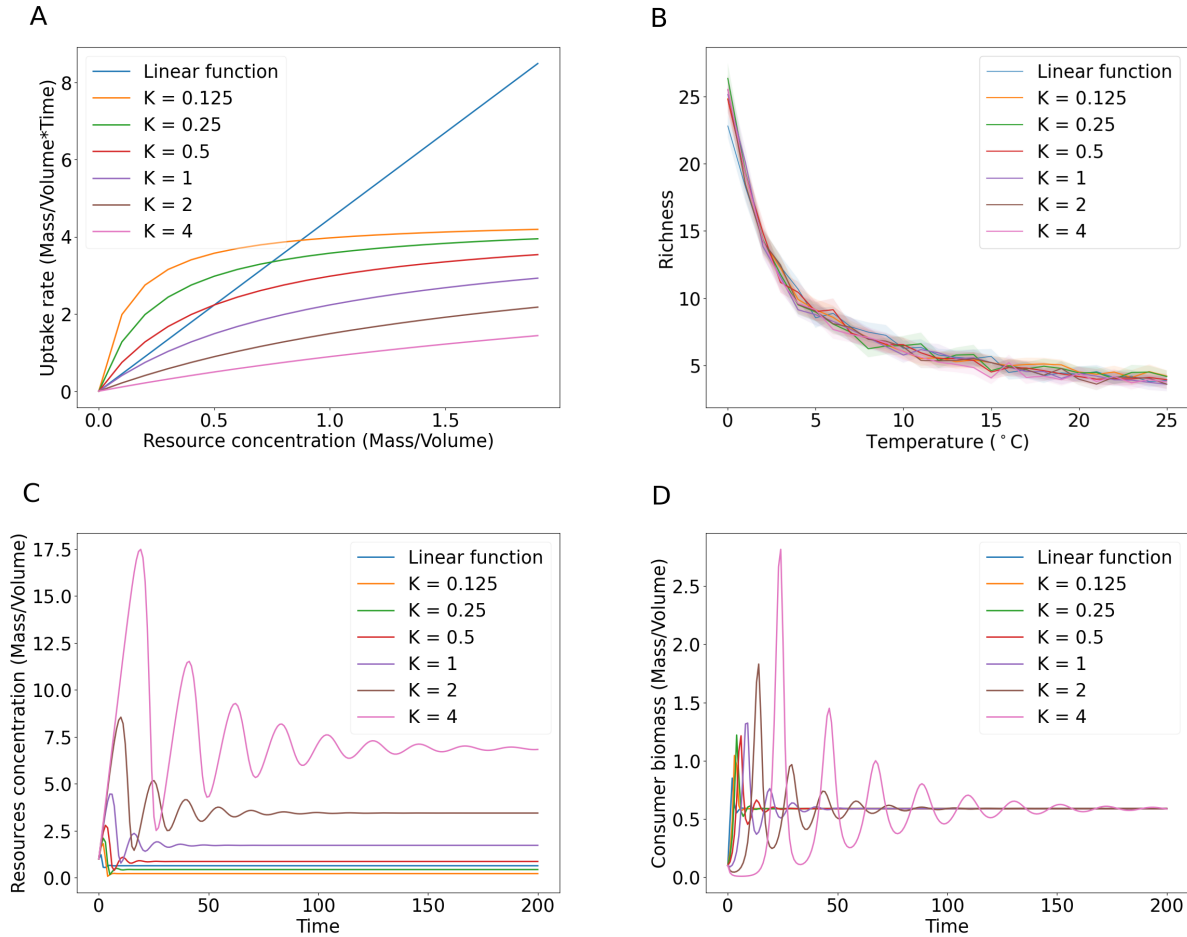 A
Uptake rate (Mass/Volume*Time)
8
6
4
2
0
Linear function
K = 0.125
K = 0.25
K = 0.5
K = 1
K = 2
K = 4
0.0 0.5 1.0 1.5
Resource concentration (Mass/Volume)
B
Richness
25
20
15
10
5
Linear function
K = 0.125
K = 0.25
K = 0.5
K = 1
K = 2
K = 4
0 5 10 15 20 25
Temperature (°C)
C
Resources concentration (Mass/Volume)
17.5
15.0
12.5
10.0
7.5
5.0
2.5
0.0
Linear function
K = 0.125
K = 0.25
K = 0.5
K = 1
K = 2
K = 4
0 50 100 150 200
Time
D
Consumer biomass (Mass/Volume)
2.5
2.0
1.5
1.0
0.5
0.0
Linear function
K = 0.125
K = 0.25
K = 0.5
K = 1
K = 2
K = 4
0 50 100 150 200
Time